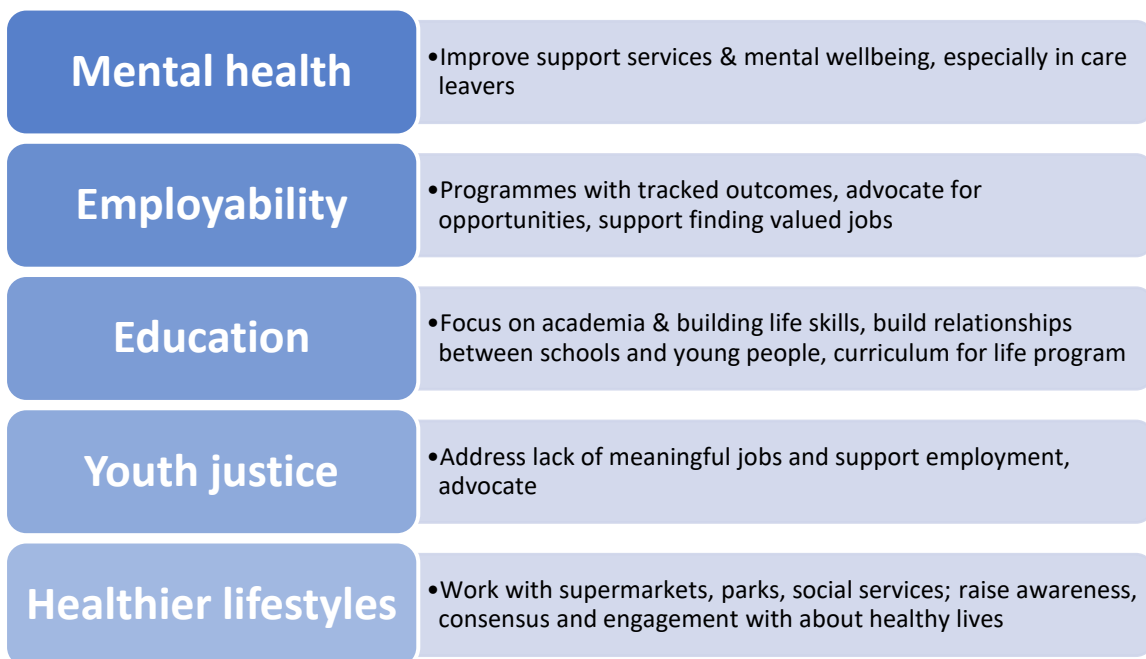 Mental health
•Improve support services & mental wellbeing, especially in care
leavers
Employability
•Programmes with tracked outcomes, advocate for
opportunities, support finding valued jobs
Education
•Focus on academia & building life skills, build relationships
between schools and young people, curriculum for life program
Youth justice
•Address lack of meaningful jobs and support employment,
advocate
Healthier lifestyles
•Work with supermarkets, parks, social services; raise awareness,
consensus and engagement with about healthy lives